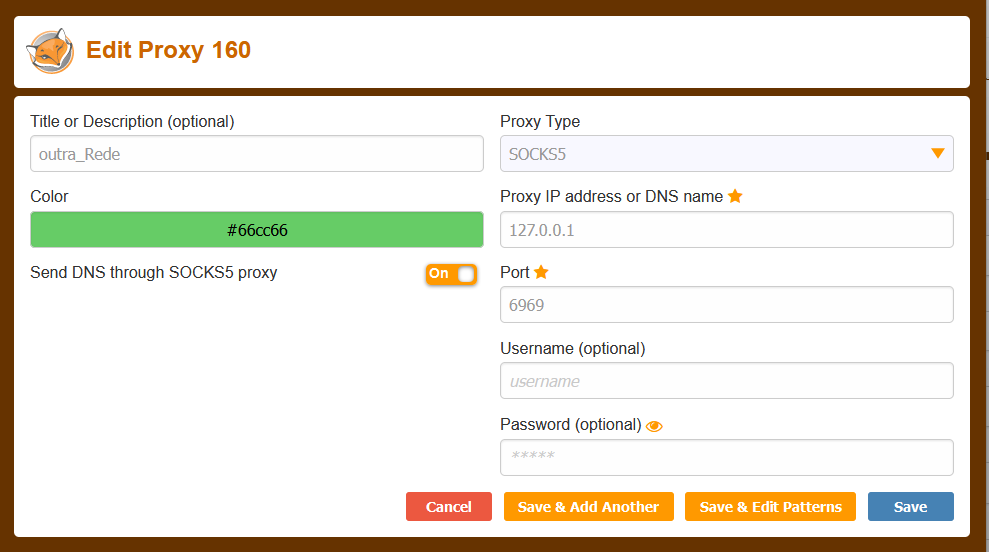 Edit Proxy 160
Title or Description (optional)
outra_Rede
Color
#66cc66
Send DNS through SOCKS5 proxy
On
Proxy Type
SOCKS5
Proxy IP address or DNS name
127.0.0.1
Port
6969
Username (optional)
username
Password (optional)
*****
Cancel
Save & Add Another
Save & Edit Patterns
Save